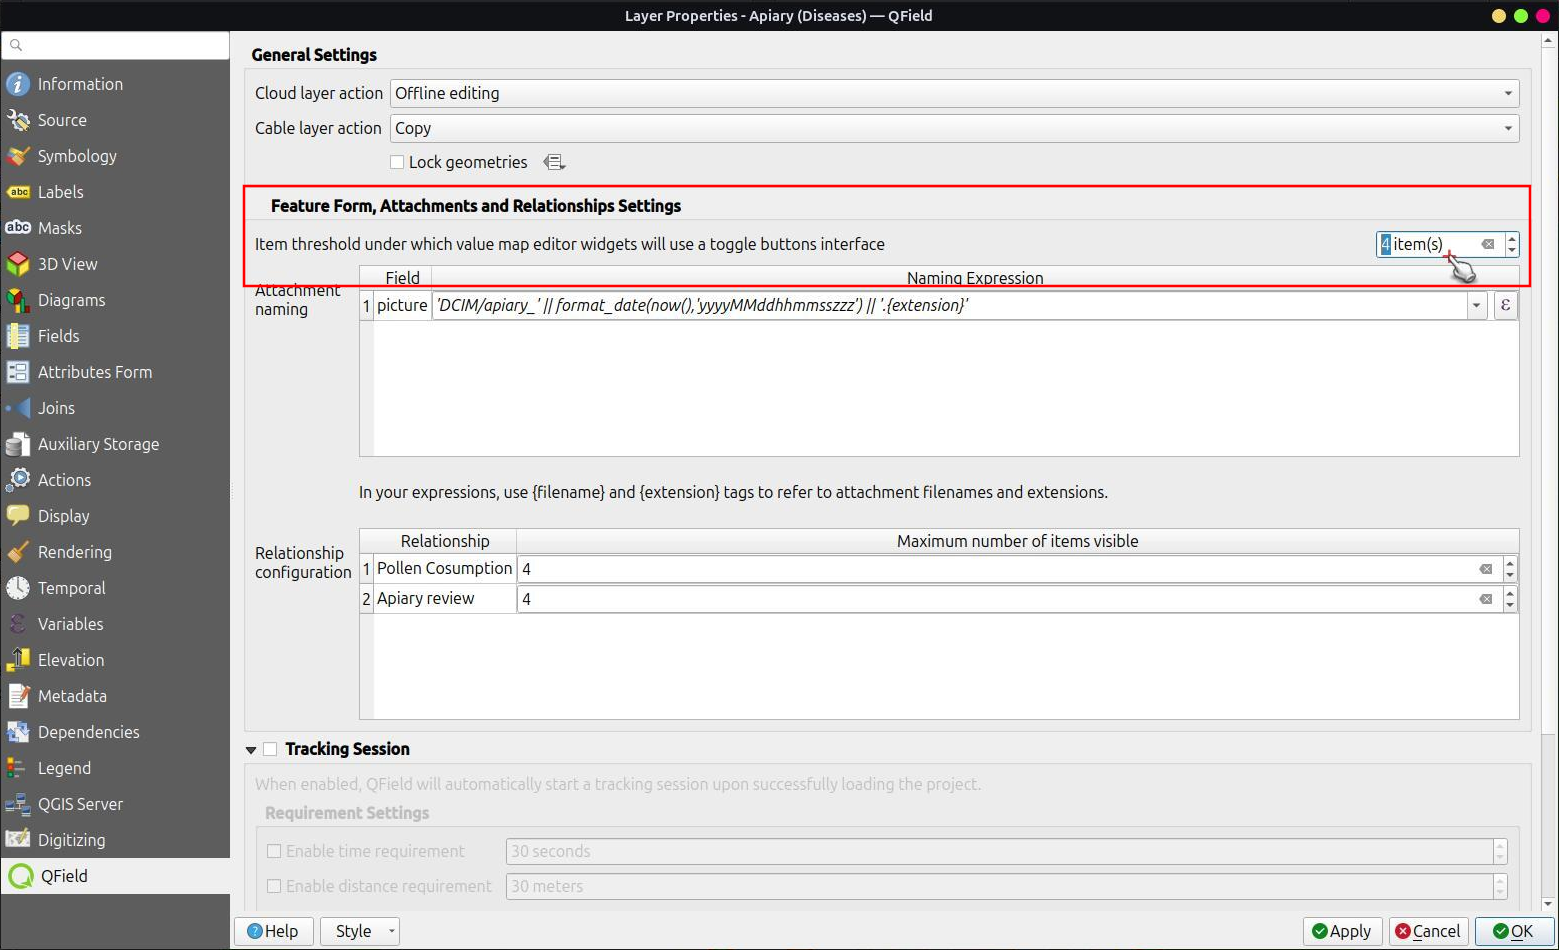 Layer Properties - Apiary (Diseases) — QField
Information
Source
Symbology
abc Labels
abc Masks
3D View
Diagrams
Fields
Attributes Form
Joins
Auxiliary Storage
Actions
Display
Rendering
Temporal
ε Variables
Elevation
Metadata
Dependencies
Legend
QGIS Server
Digitizing
QField
General Settings
Cloud layer action Offline editing
Cable layer action Copy
Lock geometries
Feature Form, Attachments and Relationships Settings
Item threshold under which value map editor widgets will use a toggle buttons interface 4 item(s)
Attachment
naming
Field Naming Expression
1 picture 'DCIM/apiary_' || format_date(now(),'yyyyMMddhhmmsszzz') || '.{extension}' ε
In your expressions, use {filename} and {extension} tags to refer to attachment filenames and extensions.
Relationship
configuration
Relationship Maximum number of items visible
1 Pollen Cosumption 4
2 Apiary review 4
Tracking Session
When enabled, QField will automatically start a tracking session upon successfully loading the project.
Requirement Settings
Enable time requirement 30 seconds
Enable distance requirement 30 meters
Help Style Apply Cancel OK